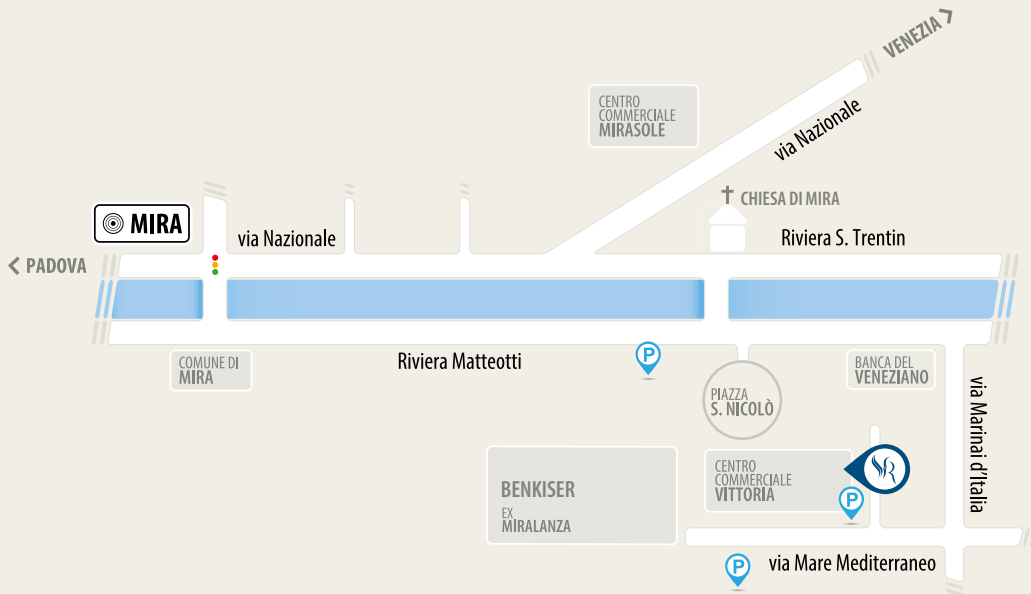 VENEZIA
CENTRO
COMMERCIALE
MIRASOLE
via Nazionale
CHIESA DI MIRA
MIRA
via Nazionale
Riviera S. Trentin
PADOVA
COMUNE DI
MIRA
Riviera Matteotti
P
BANCA DEL
VENEZIANO
PIAZZA
S. NICOLÒ
via Marinai d'Italia
CENTRO
COMMERCIALE
VITTORIA
P
BENKISER
EX
MIRALANZA
P
via Mare Mediterraneo